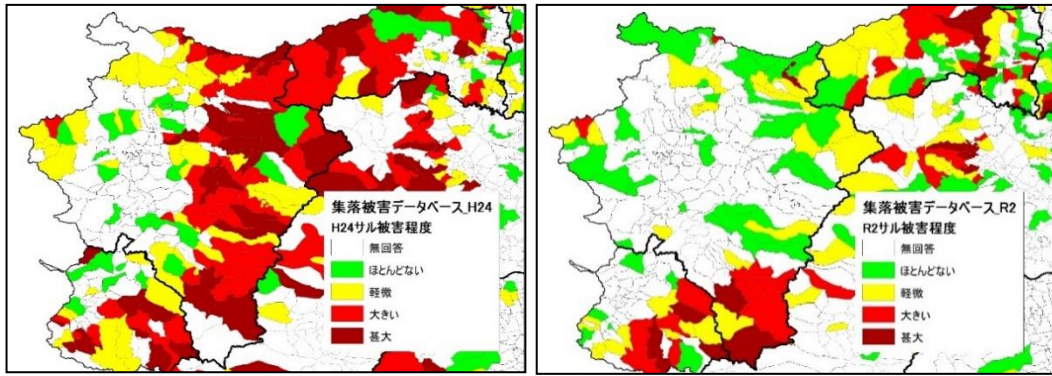 集落被害データベース_H24
H24サル被害程度
無回答
ほとんどない
軽微
大きい
甚大
集落被害データベース_R2
R2サル被害程度
無回答
ほとんどない
軽微
大きい
甚大